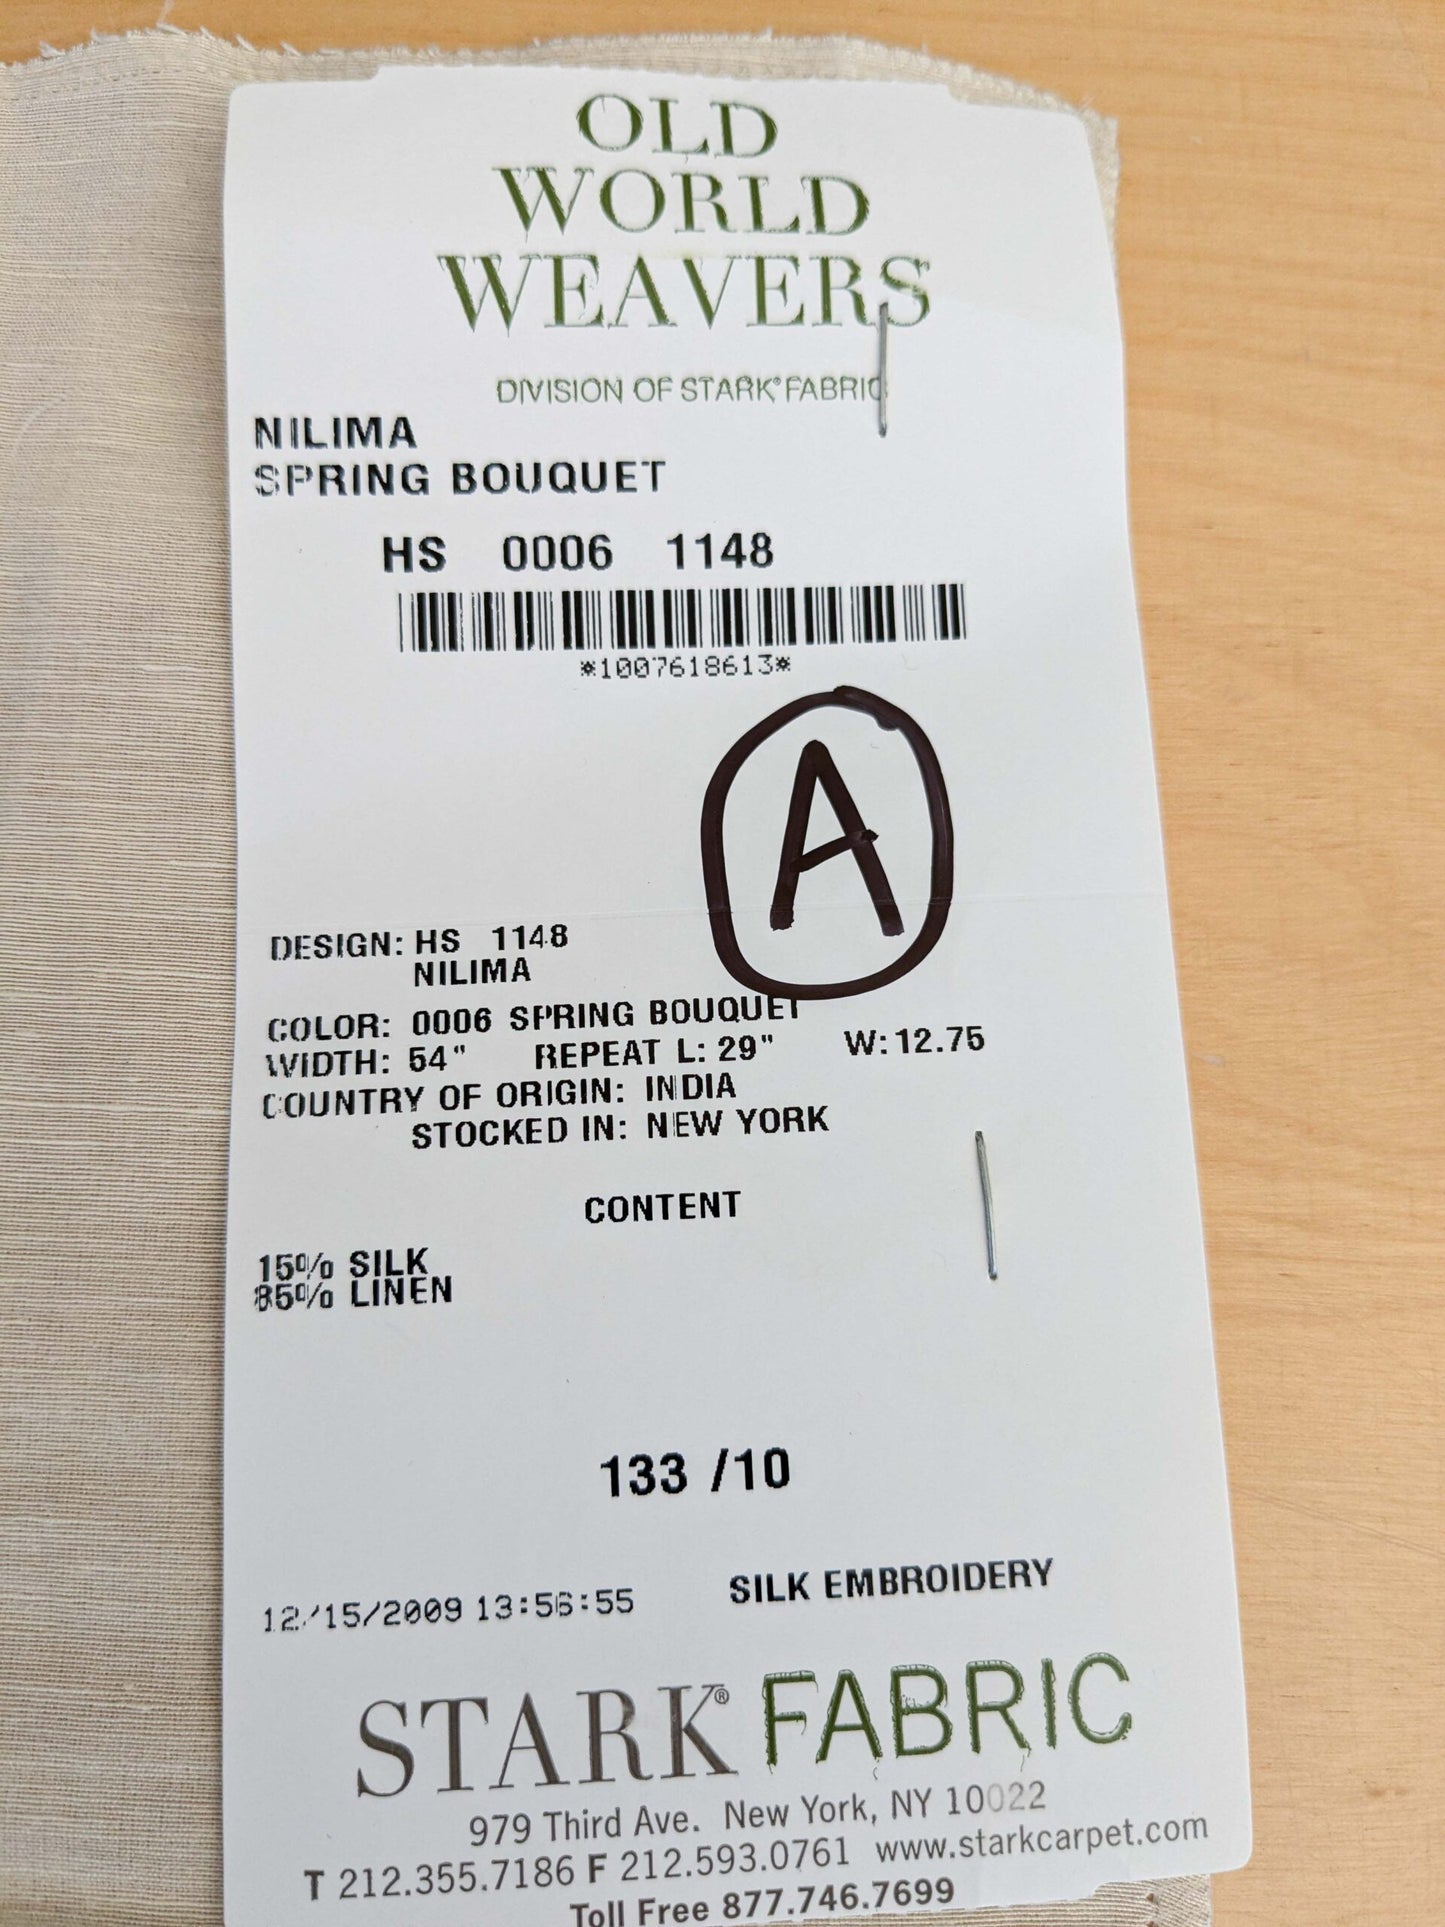 OLD
WORLD
WEAVERS
DIVISION OF STARK® FABRIC
NILIMA
SPRING BOUQUET
HS 0006 1148
*1007618613*
A
DESIGN: HS 1148
NILIMA
COLOR: 0006 SPRING BOUQUET
WIDTH: 54" REPEAT L: 29" W: 12.75
COUNTRY OF ORIGIN: INDIA
STOCKED IN: NEW YORK
CONTENT
15% SILK
85% LINEN
133 /10
12/15/2009 13:56:55 SILK EMBROIDERY
STARK® FABRIC
979 Third Ave. New York, NY 10022
T 212.355.7186 F 212.593.0761 www.starkcarpet.com
Toll Free 877.746.7699